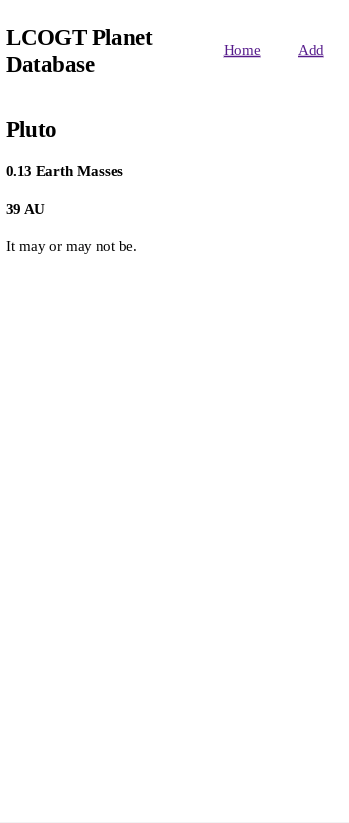 LCOGT Planet
Database
Home
Add
Pluto
0.13 Earth Masses
39 AU
It may or may not be.